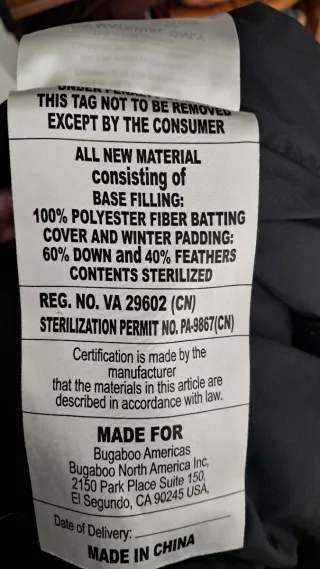 UNDER PENALTY
THIS TAG NOT TO BE REMOVED
EXCEPT BY THE CONSUMER
ALL NEW MATERIAL
consisting of
BASE FILLING:
100% POLYESTER FIBER BATTING
COVER AND WINTER PADDING:
60% DOWN and 40% FEATHERS
CONTENTS STERILIZED
REG. NO. VA 29602 (CN)
STERILIZATION PERMIT NO. PA-9867(CN)
Certification is made by the
manufacturer
that the materials in this article are
described in accordance with law.
MADE FOR
Bugaboo Americas
Bugaboo North America Inc,
2150 Park Place Suite 150,
El Segundo, CA 90245 USA,
Date of Delivery:
MADE IN CHINA